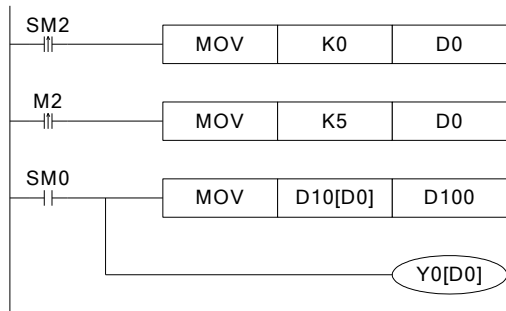 SM2
MOV K0 D0
M2
MOV K5 D0
SM0
MOV D10[D0] D100
Y0[D0]